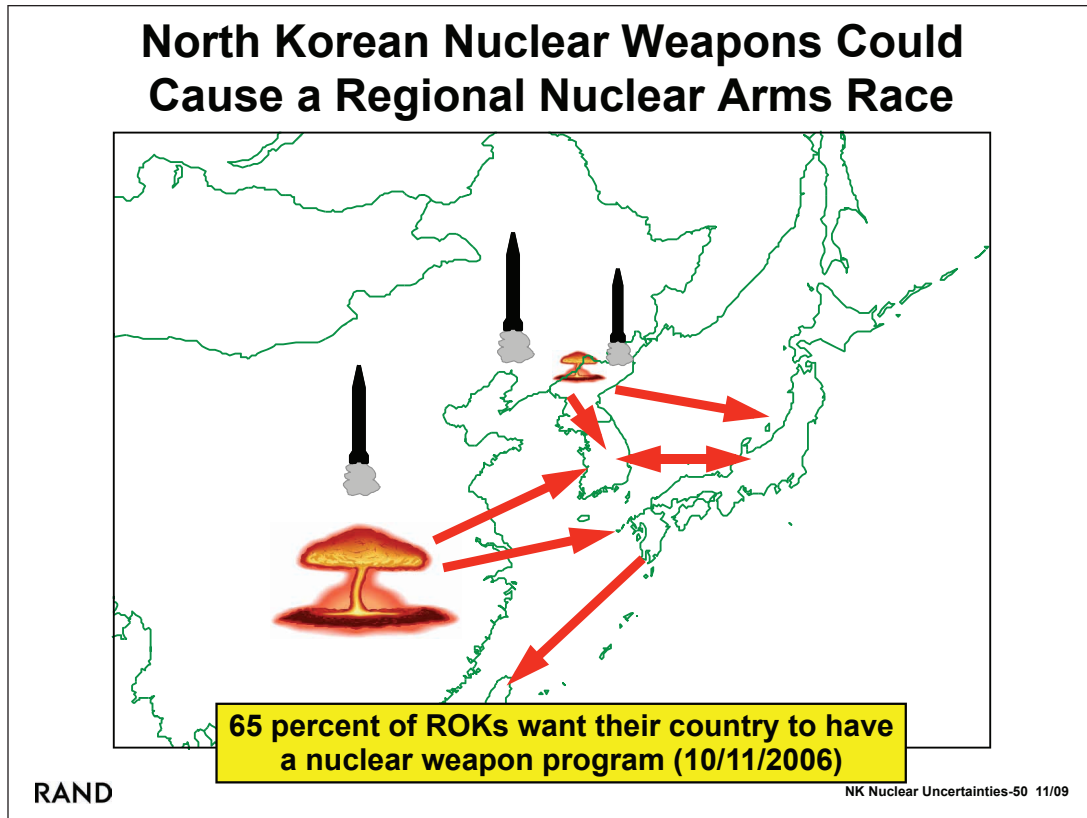 North Korean Nuclear Weapons Could
Cause a Regional Nuclear Arms Race
65 percent of ROKs want their country to have
a nuclear weapon program (10/11/2006)
RAND
NK Nuclear Uncertainties-50 11/09